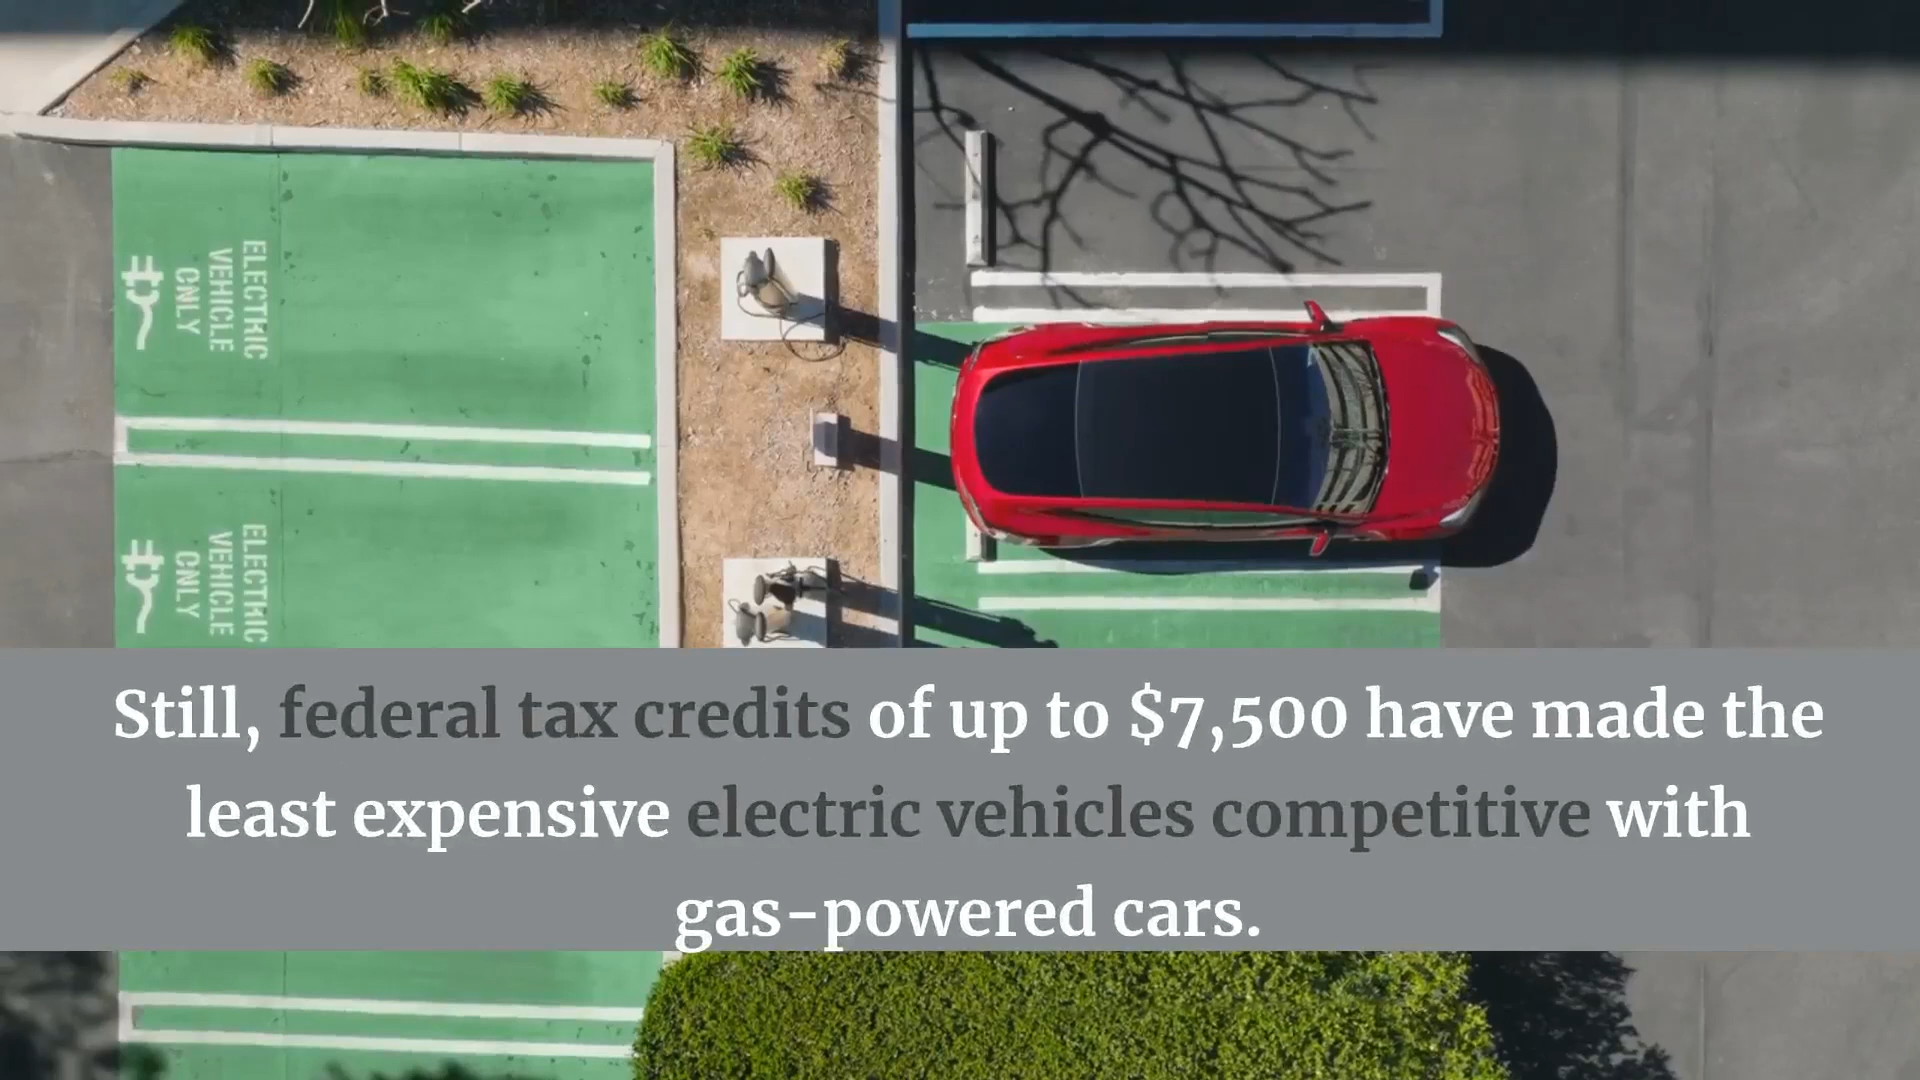 ELECTRIC
VEHICLE
ONLY
ELECTRIC
VEHICLE
ONLY
Still, federal tax credits of up to $7,500 have made the
least expensive electric vehicles competitive with
gas-powered cars.